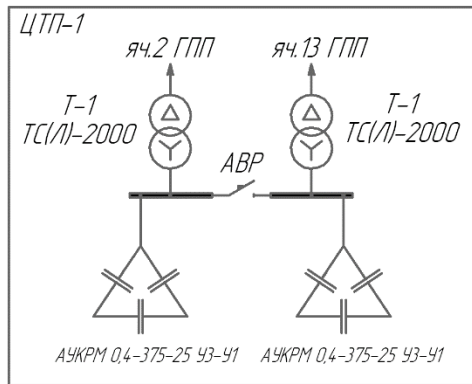 ЦТП-1
яч.2 ГПП
яч.13 ГПП
Т-1
ТС(Л)-2000
Т-1
ТС(Л)-2000
АВР
АУКРМ 0,4-375-25 УЗ-У1
АУКРМ 0,4-375-25 УЗ-У1